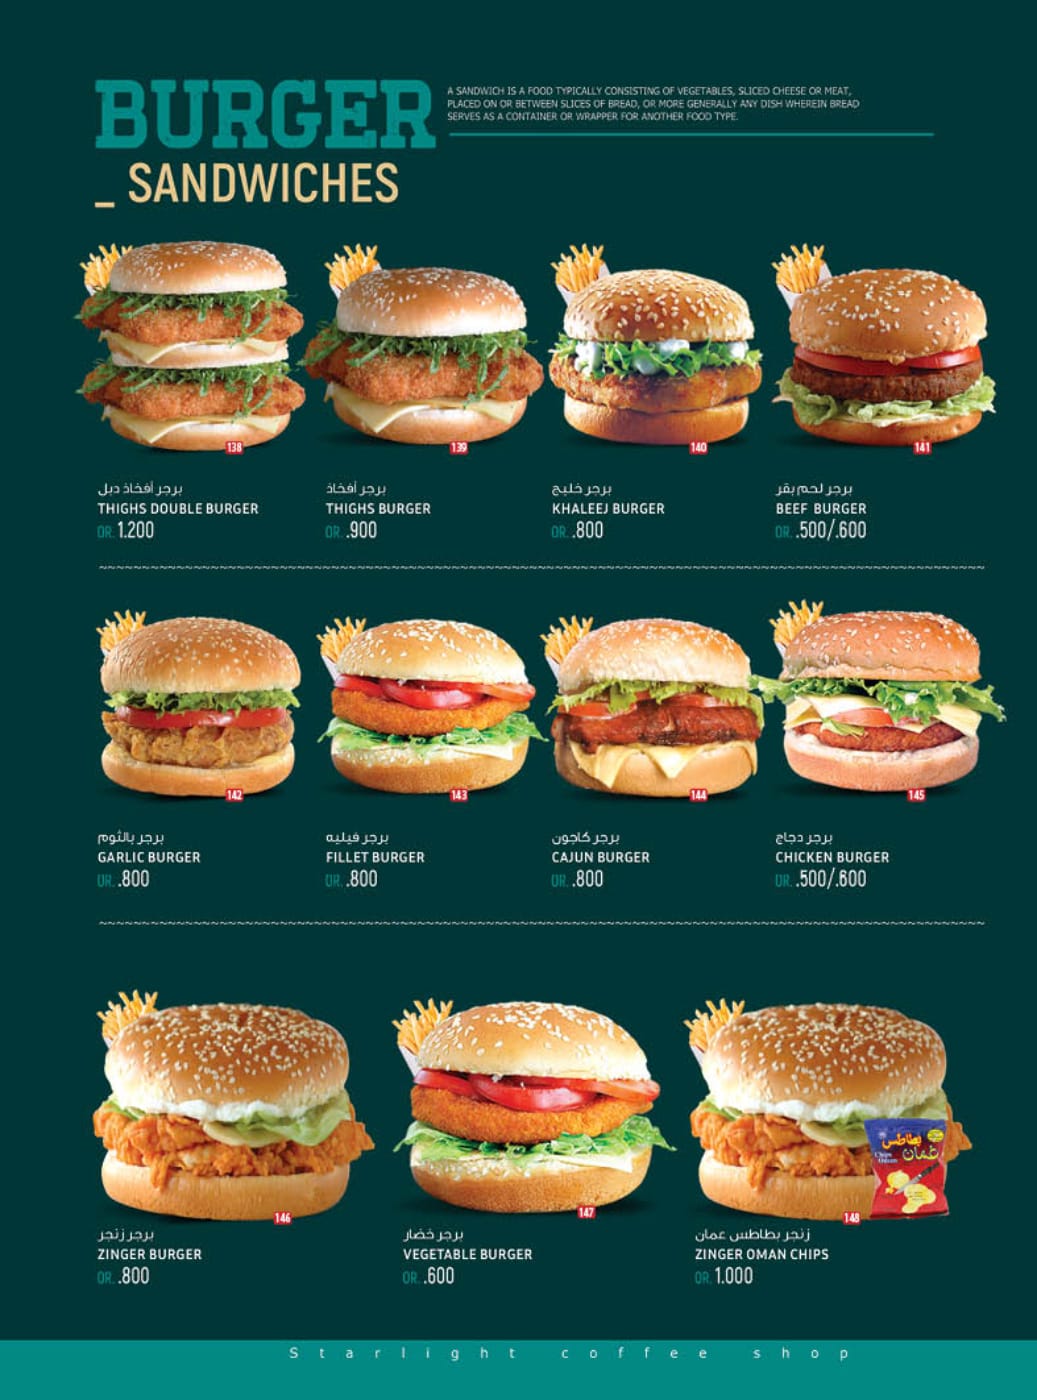 BURGER
_ SANDWICHES
A SANDWICH IS A FOOD TYPICALLY CONSISTING OF VEGETABLES, SLICED CHEESE OR MEAT,
PLACED ON OR BETWEEN SLICES OF BREAD, OR MORE GENERALLY ANY DISH WHEREIN BREAD
SERVES AS A CONTAINER OR WRAPPER FOR ANOTHER FOOD TYPE.
138
برجر أفخاذ دبل
THIGHS DOUBLE BURGER
OR. 1.200
139
برجر أفخاذ
THIGHS BURGER
OR. .900
140
برجر خليج
KHALEEJ BURGER
OR. .800
141
برجر لحم بقر
BEEF BURGER
OR. .500/.600
142
برجر بالثوم
GARLIC BURGER
OR. .800
143
برجر فيليه
FILLET BURGER
OR. .800
144
برجر كاجون
CAJUN BURGER
OR. .800
145
برجر دجاج
CHICKEN BURGER
OR. .500/.600
146
برجر زنجر
ZINGER BURGER
OR. .800
147
برجر خضار
VEGETABLE BURGER
OR. .600
بطاطس
عمان
Chips
Oman
148
زنجر بطاطس عمان
ZINGER OMAN CHIPS
OR. 1.000
Starlight coffee shop